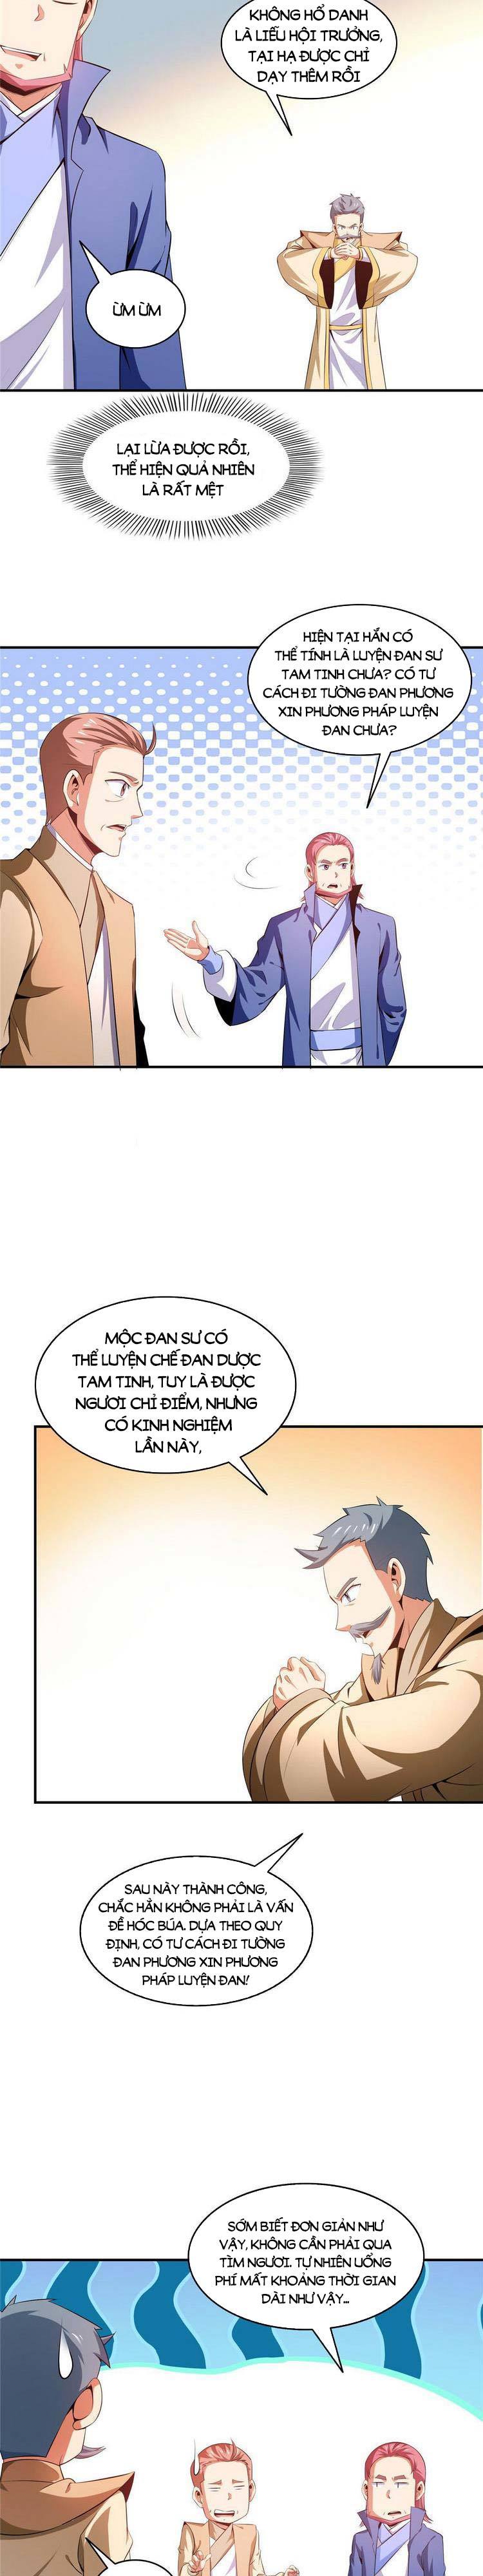 KHÔNG HỔ DANH
LÀ LIẾU HỘI TRƯỞNG,
TẠI HẠ ĐƯỢC CHỈ
DẠY THÊM RỒI
ỪM ỪM
LẠI LỪA ĐƯỢC RỒI,
THỂ HIỆN QUẢ NHIÊN
LÀ RẤT MỆT
HIỆN TẠI HẮN CÓ
THỂ TÍNH LÀ LUYỆN ĐAN SƯ
TAM TINH CHƯA? CÓ TƯ
CÁCH ĐI TƯỜNG ĐAN PHƯƠNG
XIN PHƯƠNG PHÁP LUYỆN
ĐAN CHƯA?
MỘC ĐAN SƯ CÓ
THỂ LUYỆN CHẾ ĐAN DƯỢC
TAM TINH, TUY LÀ ĐƯỢC
NGƯƠI CHỈ ĐIỂM, NHƯNG
CÓ KINH NGHIỆM
LẦN NÀY,
SAU NÀY THÀNH CÔNG,
CHẮC HẲN KHÔNG PHẢI LÀ VẤN
ĐỀ HÓC BÚA. DỰA THEO QUY
ĐỊNH, CÓ TƯ CÁCH ĐI TƯỜNG
ĐAN PHƯƠNG XIN PHƯƠNG
PHÁP LUYỆN ĐAN!
SỚM BIẾT ĐƠN GIẢN NHƯ
VẬY, KHÔNG CẦN PHẢI QUA
TÌM NGƯƠI. TỰ NHIÊN UỔNG
PHÍ MẤT KHOẢNG THỜI GIAN
DÀI NHƯ VẬY...